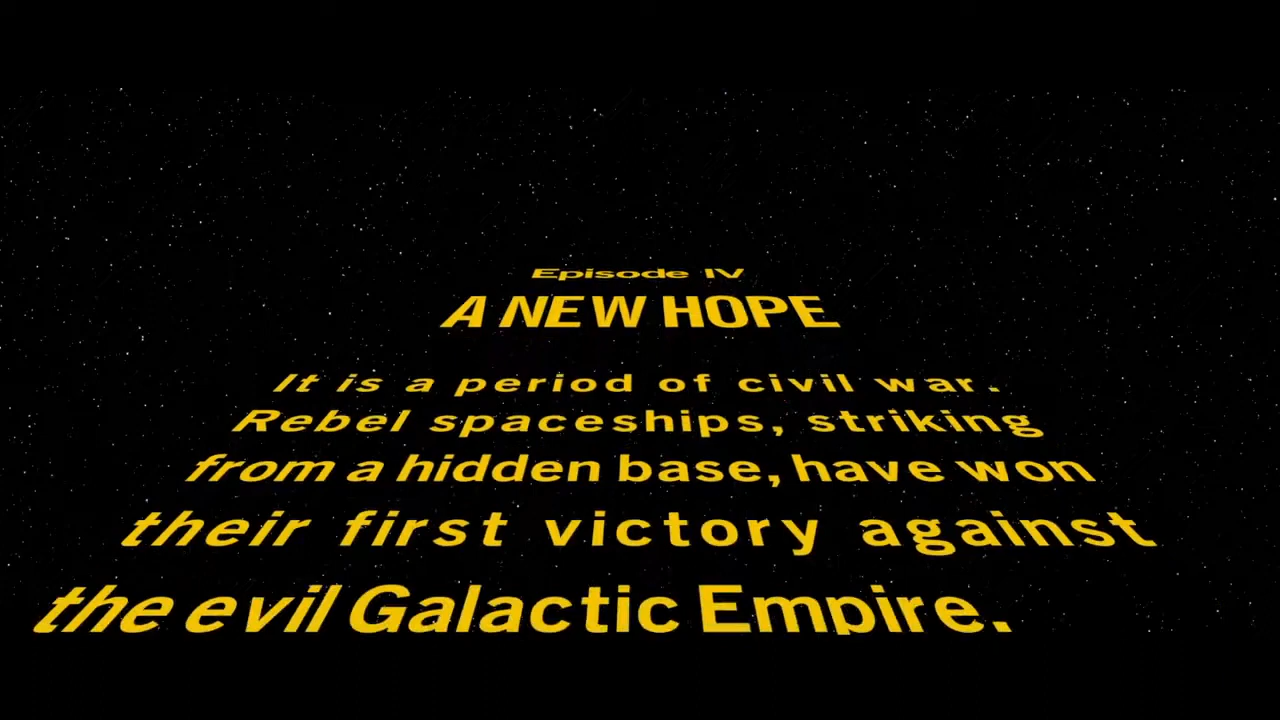 Episode IV
A NEW HOPE
It is a period of civil war.
Rebel spaceships, striking
from a hidden base, have won
their first victory against
the evil Galactic Empire.